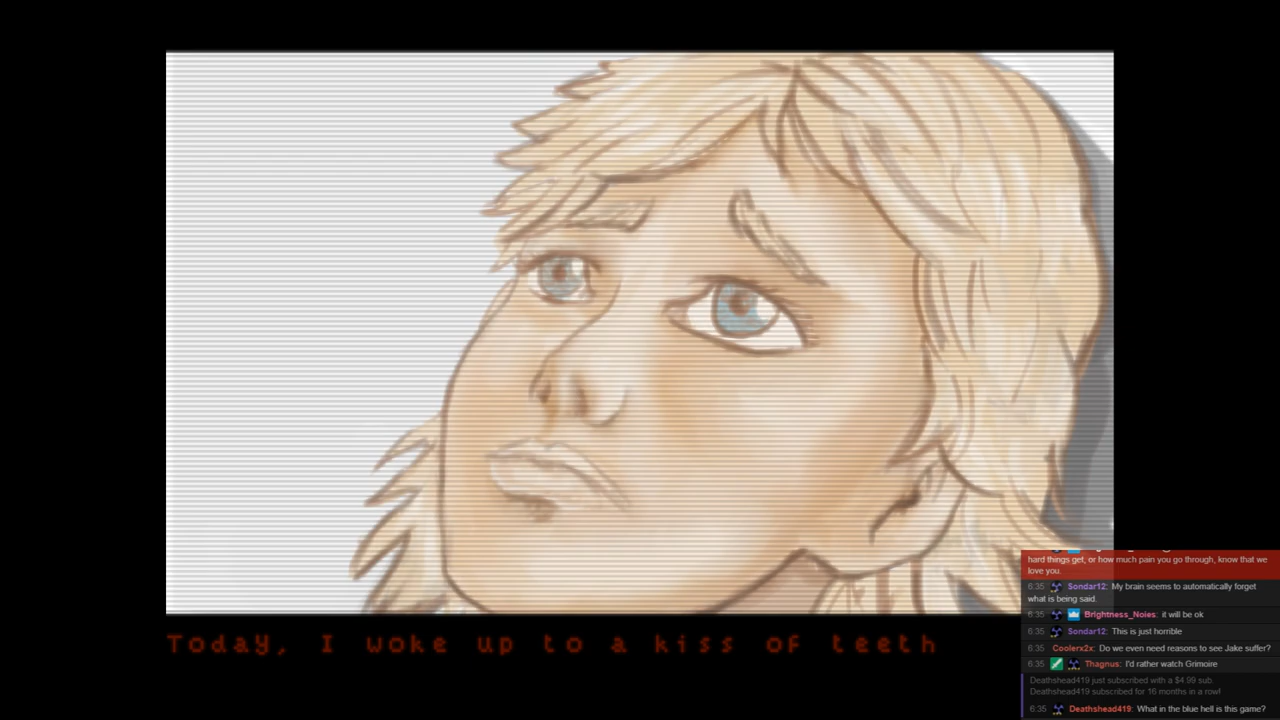 Today, I woke up to a kiss of teeth
hard things get, or how much pain you go through, know that we
love you.
6:35 Sondar12: My brain seems to automatically forget
what is being said.
6:35 Brightness_Noies: it will be ok
6:35 Sondar12: This is just horrible
6:35 Coolerx2x: Do we even need reasons to see Jake suffer?
6:35 Thagnus: I'd rather watch Grimoire
Deathshead419 just subscribed with a $4.99 sub.
Deathshead419 subscribed for 16 months in a row!
6:35 Deathshead419: What in the blue hell is this game?